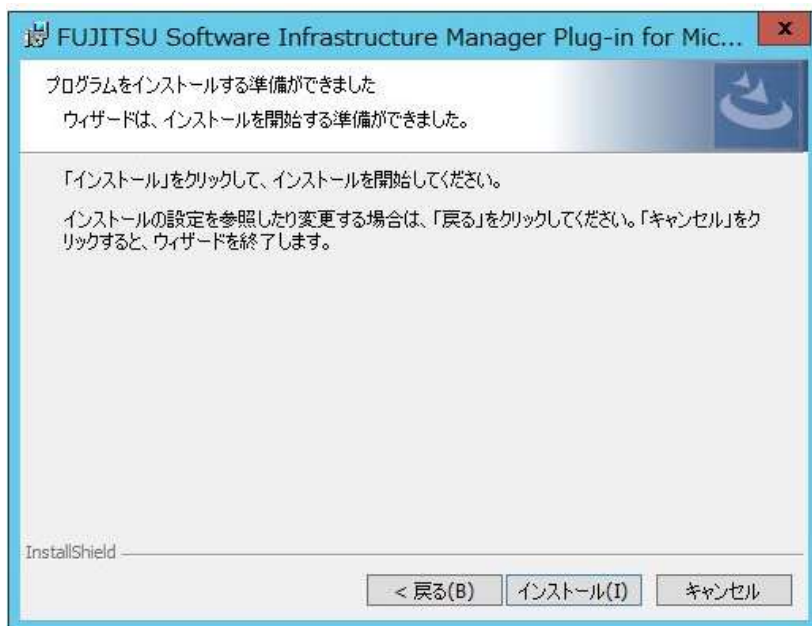 FUJITSU Software Infrastructure Manager Plug-in for Mic...
x
プログラムをインストールする準備ができました
ウィザードは、インストールを開始する準備ができました。
「インストール」をクリックして、インストールを開始してください。
インストールの設定を参照したり変更する場合は、「戻る」をクリックしてください。「キャンセル」をク
リックすると、ウィザードを終了します。
InstallShield
< 戻る(B) インストール(I) キャンセル